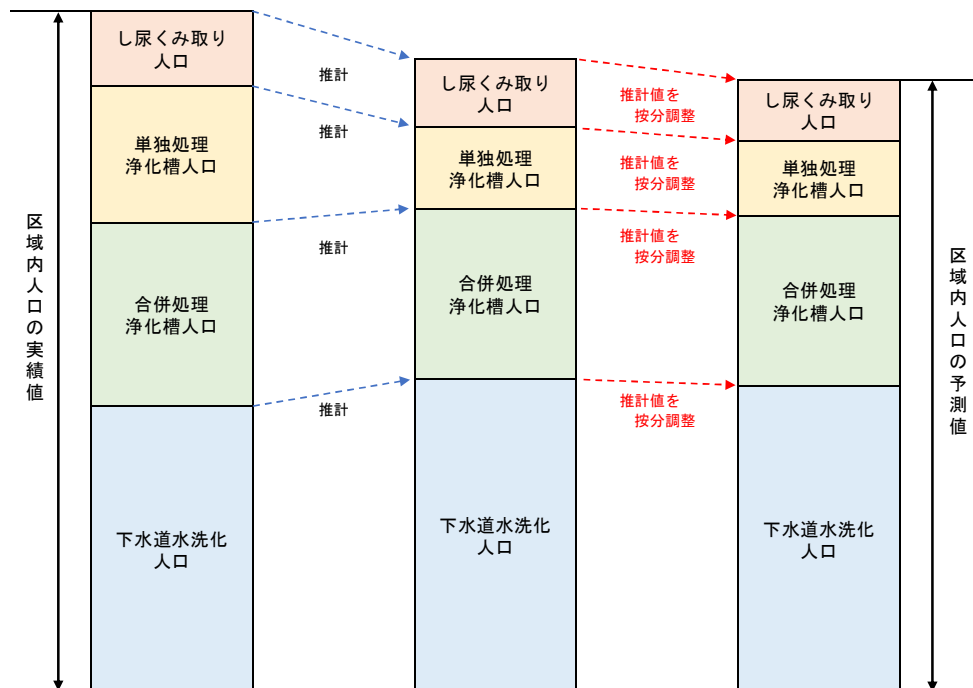 区域内人口の実績値
し尿くみ取り
人口
単独処理
浄化槽人口
合併処理
浄化槽人口
下水道水洗化
人口
推計
推計
推計
推計
し尿くみ取り
人口
単独処理
浄化槽人口
合併処理
浄化槽人口
下水道水洗化
人口
推計値を
按分調整
推計値を
按分調整
推計値を
按分調整
推計値を
按分調整
し尿くみ取り
人口
単独処理
浄化槽人口
合併処理
浄化槽人口
下水道水洗化
人口
区域内人口の予測値